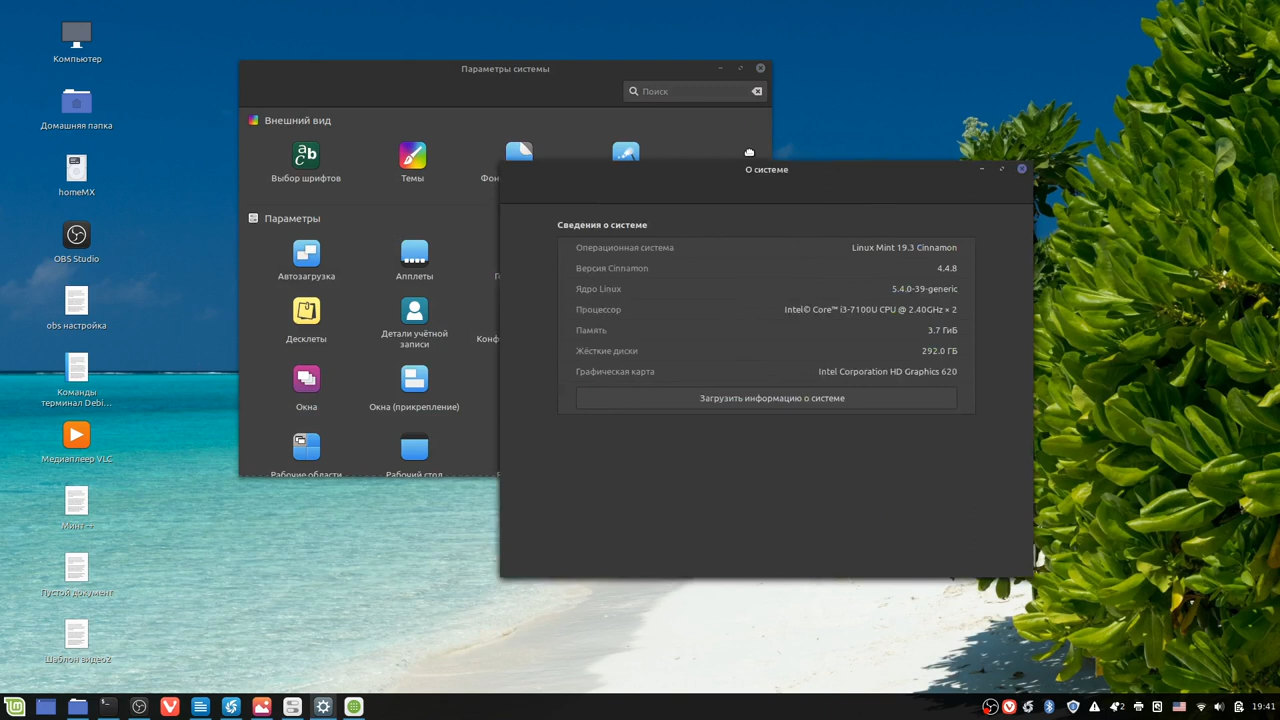 Компьютер
Домашняя папка
homeMX
OBS Studio
obs настройка
Команды
терминал Debi...
Медиаплеер VLC
Минт--
Пустой документ
Шаблон видео2
Параметры системы
Поиск
Внешний вид
Выбор шрифтов
Темы
Параметры
Автозагрузка
Апплеты
Десклеты
Детали учётной
записи
Окна
Окна (прикрепление)
Рабочие области
Рабочий стол
О системе
Сведения о системе
Операционная система Linux Mint 19.3 Cinnamon
Версия Cinnamon 4.4.8
Ядро Linux 5.4.0-39-generic
Процессор Intel© Core™ i3-7100U CPU @ 2.40GHz × 2
Память 3.7 ГиБ
Жёсткие диски 292.0 ГБ
Графическая карта Intel Corporation HD Graphics 620
Загрузить информацию о системе
2
19:41